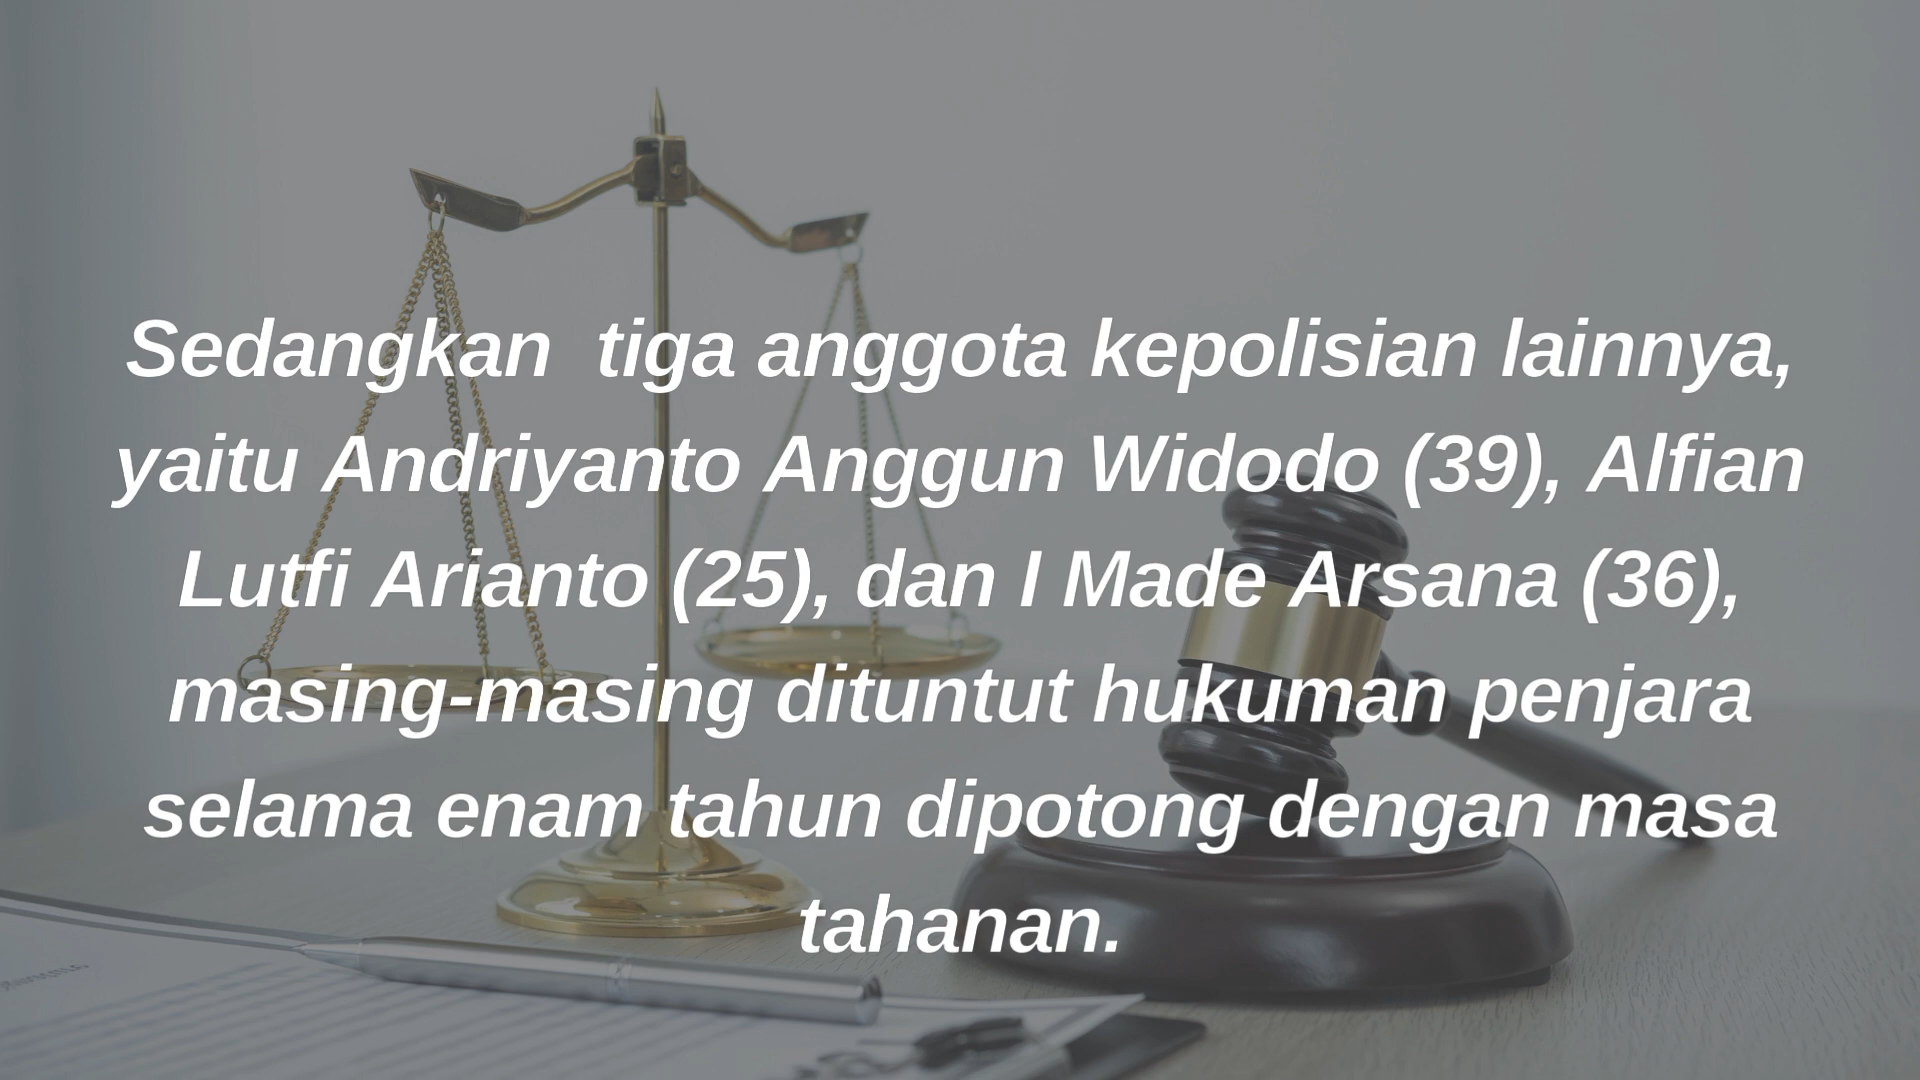 Sedangkan  tiga anggota kepolisian lainnya,
yaitu Andriyanto Anggun Widodo (39), Alfian
Lutfi Arianto (25), dan I Made Arsana (36),
masing-masing dituntut hukuman penjara
selama enam tahun dipotong dengan masa
tahanan.